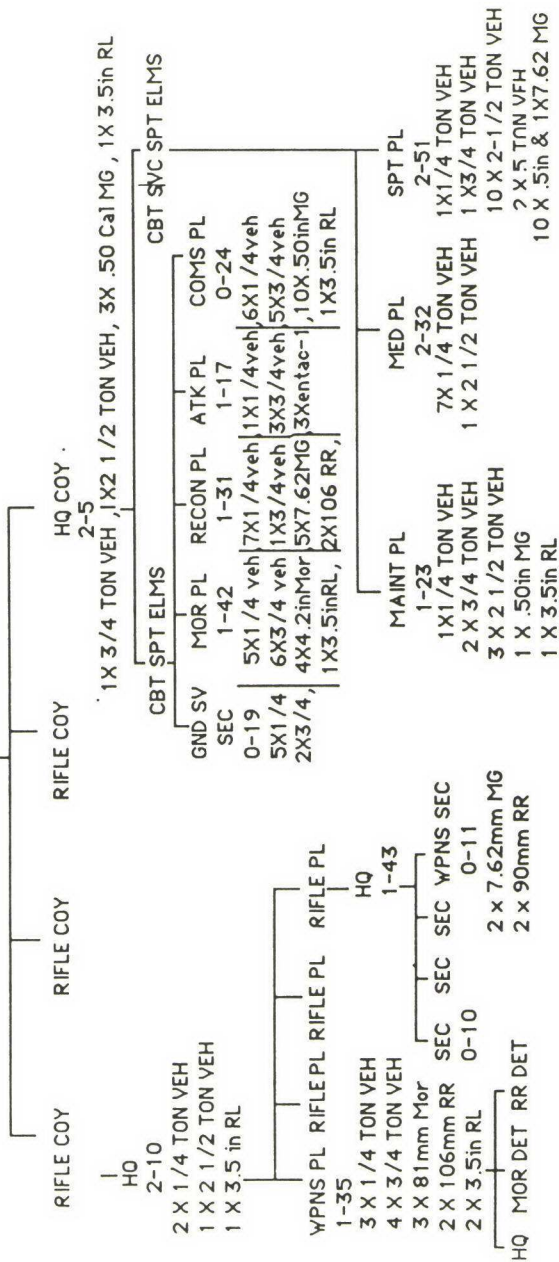 RIFLE COY
RIFLE COY
RIFLE COY
HQ COY .
HQ
2-10
2 X 1/4 TON VEH
1 X 2 1/2 TON VEH
1 X 3.5 in RL
2-5
1X 3/4 TON VEH ,1X2 1/2 TON VEH, 3X .50 Cal MG , 1X 3.5in RL
CBT SPT ELMS
CBT SVC SPT ELMS
GND SV
SEC
0-19
5X1/4
2X3/4,
MOR PL
1-42
5X1/4 veh
6X3/4 veh
4X4.2inMor
1X3.5inRL,
RECON PL
1-31
7X1/4veh
1X3/4veh
5X7.62MG
2X106 RR,
ATK PL
1-17
1X1/4veh
3X3/4veh
3Xentac-1
COMS PL
0-24
,6X1/4veh
5X3/4veh
,10X.50inMG
1X3.5in RL
WPNS PL
1-35
3 X 1/4 TON VEH
4 X 3/4 TON VEH
3 X 81mm Mor
2 x 106mm RR
2 x 3.5in RL
RIFLE PL
RIFLE PL
RIFLE PL
HQ
1-43
HQ
MOR DET
RR DET
SEC
0-10
SEC
SEC
WPNS SEC
0-11
2 x 7.62mm MG
2 x 90mm RR
MAINT PL
1-23
1X1/4 TON VEH
2 X 3/4 TON VEH
3 X 2 1/2 TON VEH
1 X .50in MG
1 X 3.5in RL
MED PL
2-32
7X 1/4 TON VEH
1 X 2 1/2 TON VEH
SPT PL
2-51
1X1/4 TON VEH
1 X3/4 TON VEH
10 X 2-1/2 TON VEH
X .5 TON VEH
10 X .5in & 1X7.62 MG